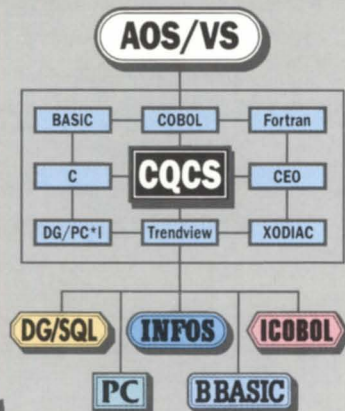 AOS/VS
BASIC COBOL Fortran
C CQCS CEO
DG/PC*I Trendview XODIAC
DG/SQL INFOS ICOBOL
PC BBASIC